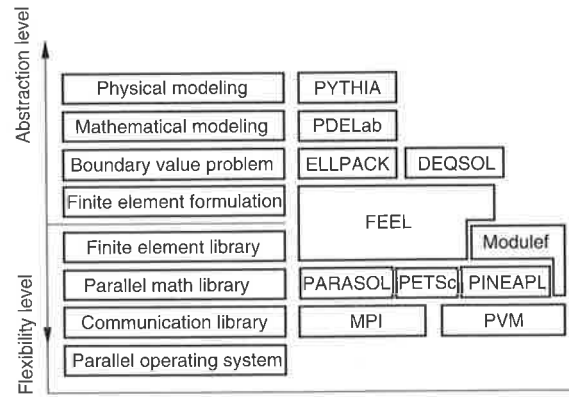 Abstraction level
Flexibility level
Physical modeling
PYTHIA
Mathematical modeling
PDELab
Boundary value problem
ELLPACK
DEQSOL
Finite element formulation
FEEL
Finite element library
Modulef
Parallel math library
PARASOL
PETSc
PINEAPL
Communication library
MPI
PVM
Parallel operating system